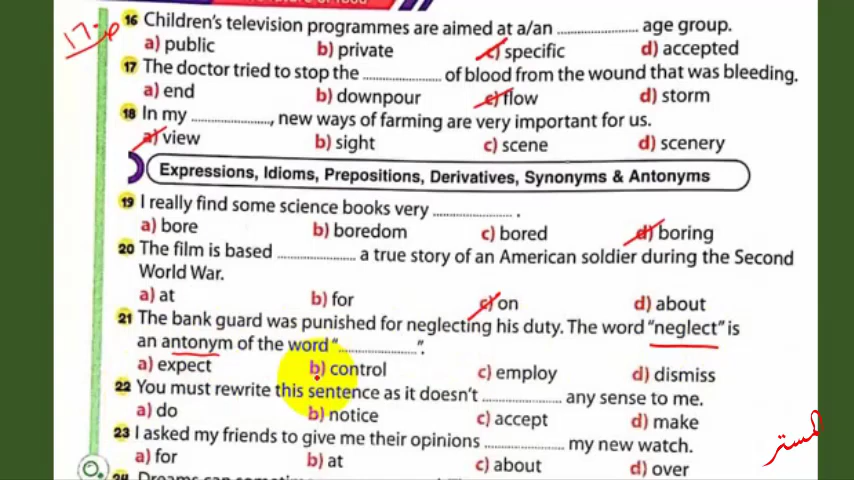 ١٧ص
16 Children's television programmes are aimed at a/an .................... age group.
a) public b) private c) specific d) accepted
17 The doctor tried to stop the .................... of blood from the wound that was bleeding.
a) end b) downpour c) flow d) storm
18 In my ...................., new ways of farming are very important for us.
a) view b) sight c) scene d) scenery
Expressions, Idioms, Prepositions, Derivatives, Synonyms & Antonyms
19 I really find some science books very .................... .
a) bore b) boredom c) bored d) boring
20 The film is based .................... a true story of an American soldier during the Second
World War.
a) at b) for c) on d) about
21 The bank guard was punished for neglecting his duty. The word "neglect" is
an antonym of the word "....................".
a) expect b) control c) employ d) dismiss
22 You must rewrite this sentence as it doesn't .................... any sense to me.
a) do b) notice c) accept d) make
23 I asked my friends to give me their opinions .................... my new watch.
a) for b) at c) about d) over
المستر